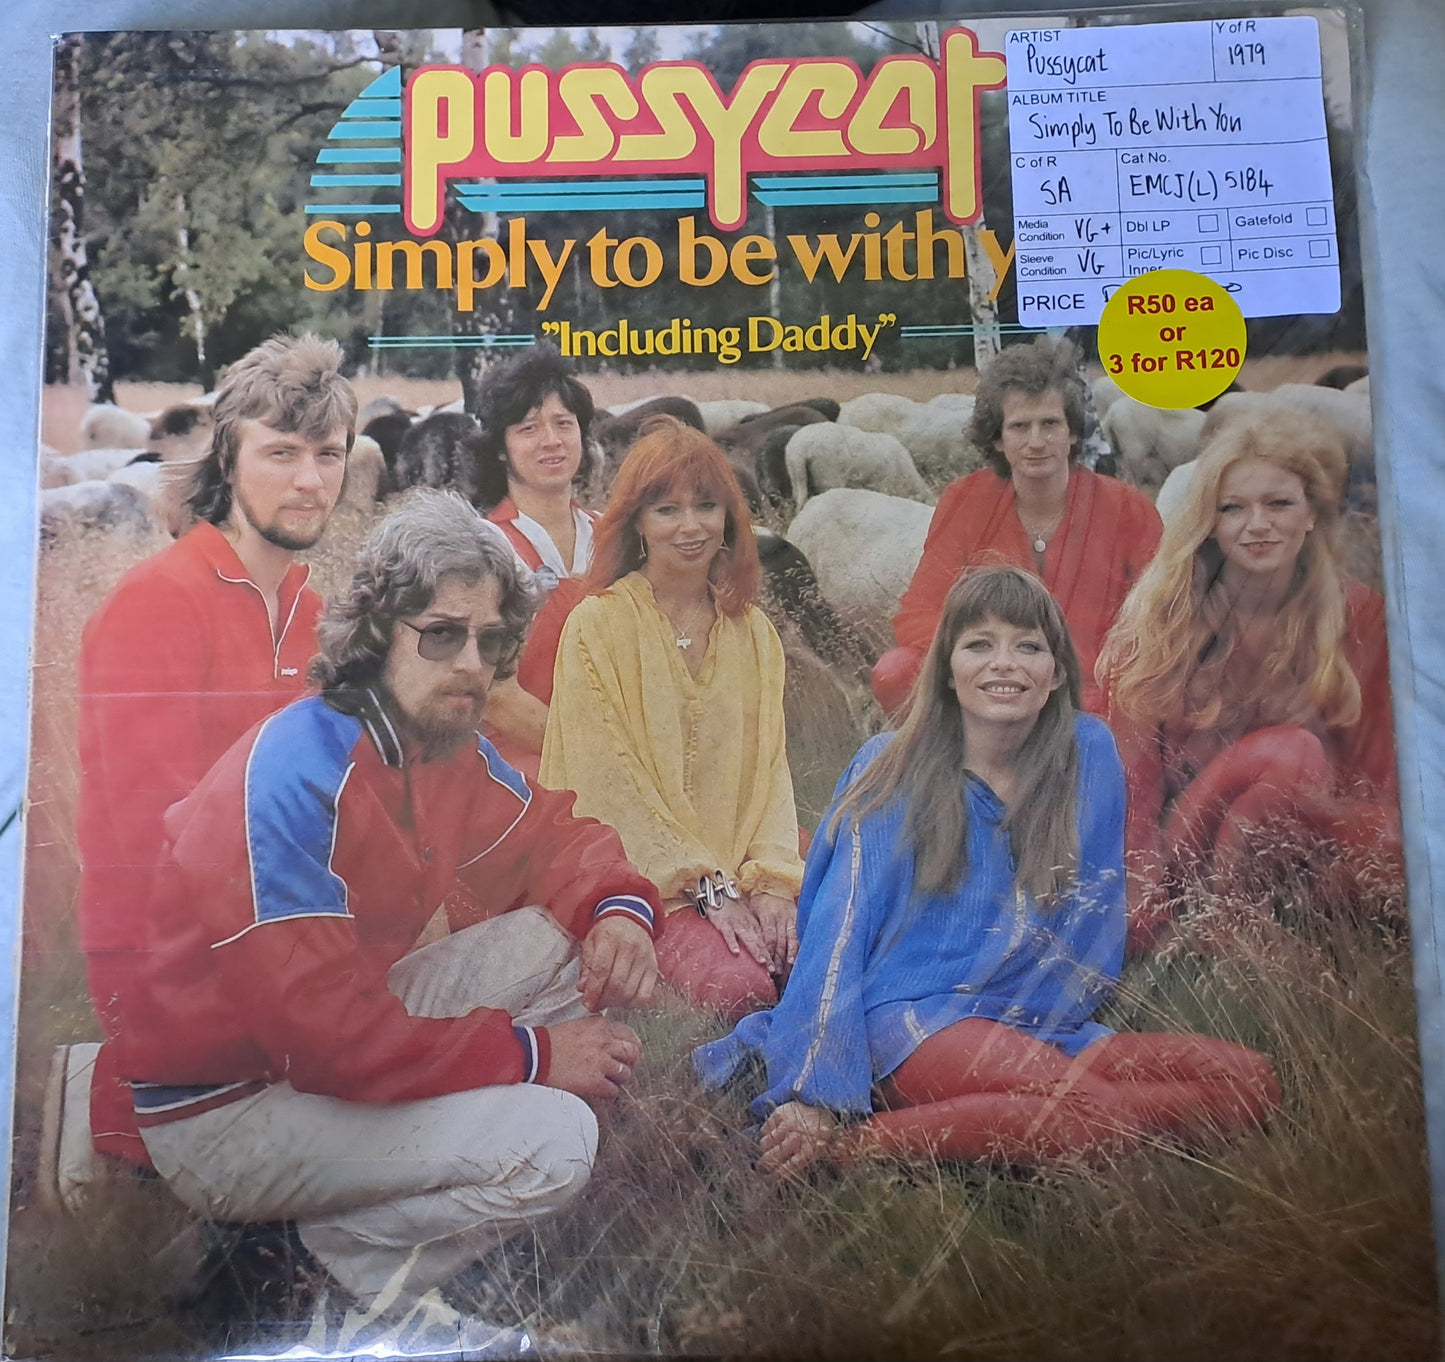 pussycat
Simply to be with y
"Including Daddy"
ARTIST
Pussycat
Y of R
1979
ALBUM TITLE
Simply To Be With You
C of R
SA
Cat No.
EMCJ(L) 5184
Media Condition VG+
Dbl LP
Gatefold
Sleeve Condition VG
Pic/Lyric Inner
Pic Disc
PRICE
R50 ea
or
3 for R120